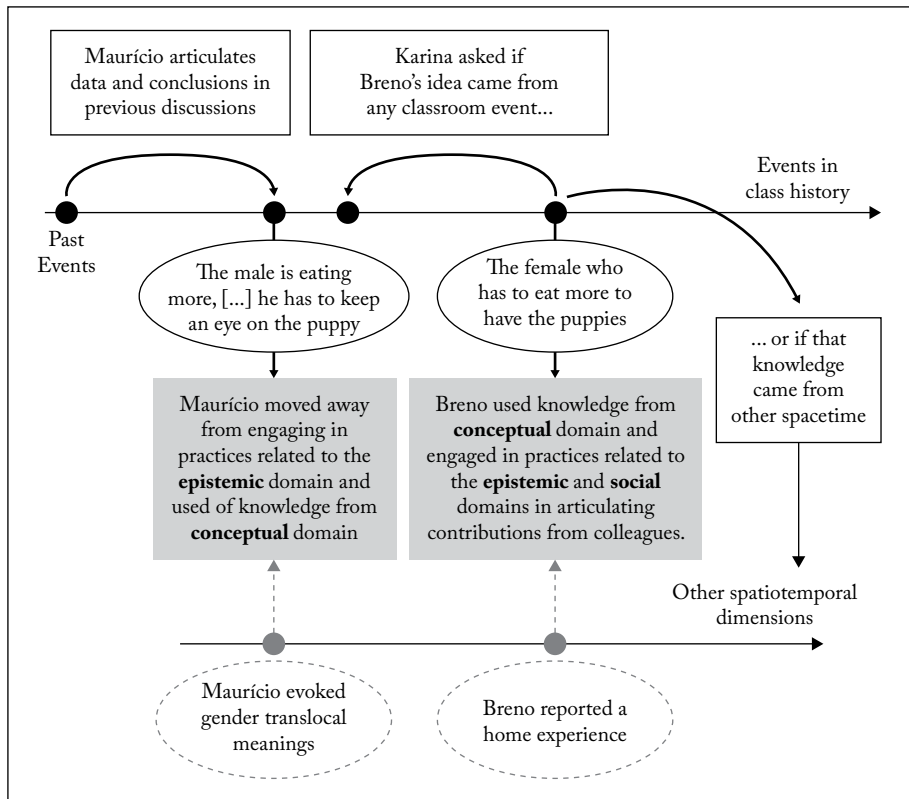 Maurício articulates
data and conclusions in
previous discussions
Karina asked if
Breno's idea came from
any classroom event...
Events in
class history
Past
Events
The male is eating
more, [...] he has to keep
an eye on the puppy
The female who
has to eat more to
have the puppies
... or if that
knowledge
came from
other spacetime
Maurício moved away
from engaging in
practices related to the
epistemic domain and
used of knowledge from
conceptual domain
Breno used knowledge from
conceptual domain and
engaged in practices related to
the epistemic and social
domains in articulating
contributions from colleagues.
Other spatiotemporal
dimensions
Maurício evoked
gender translocal
meanings
Breno reported a
home experience